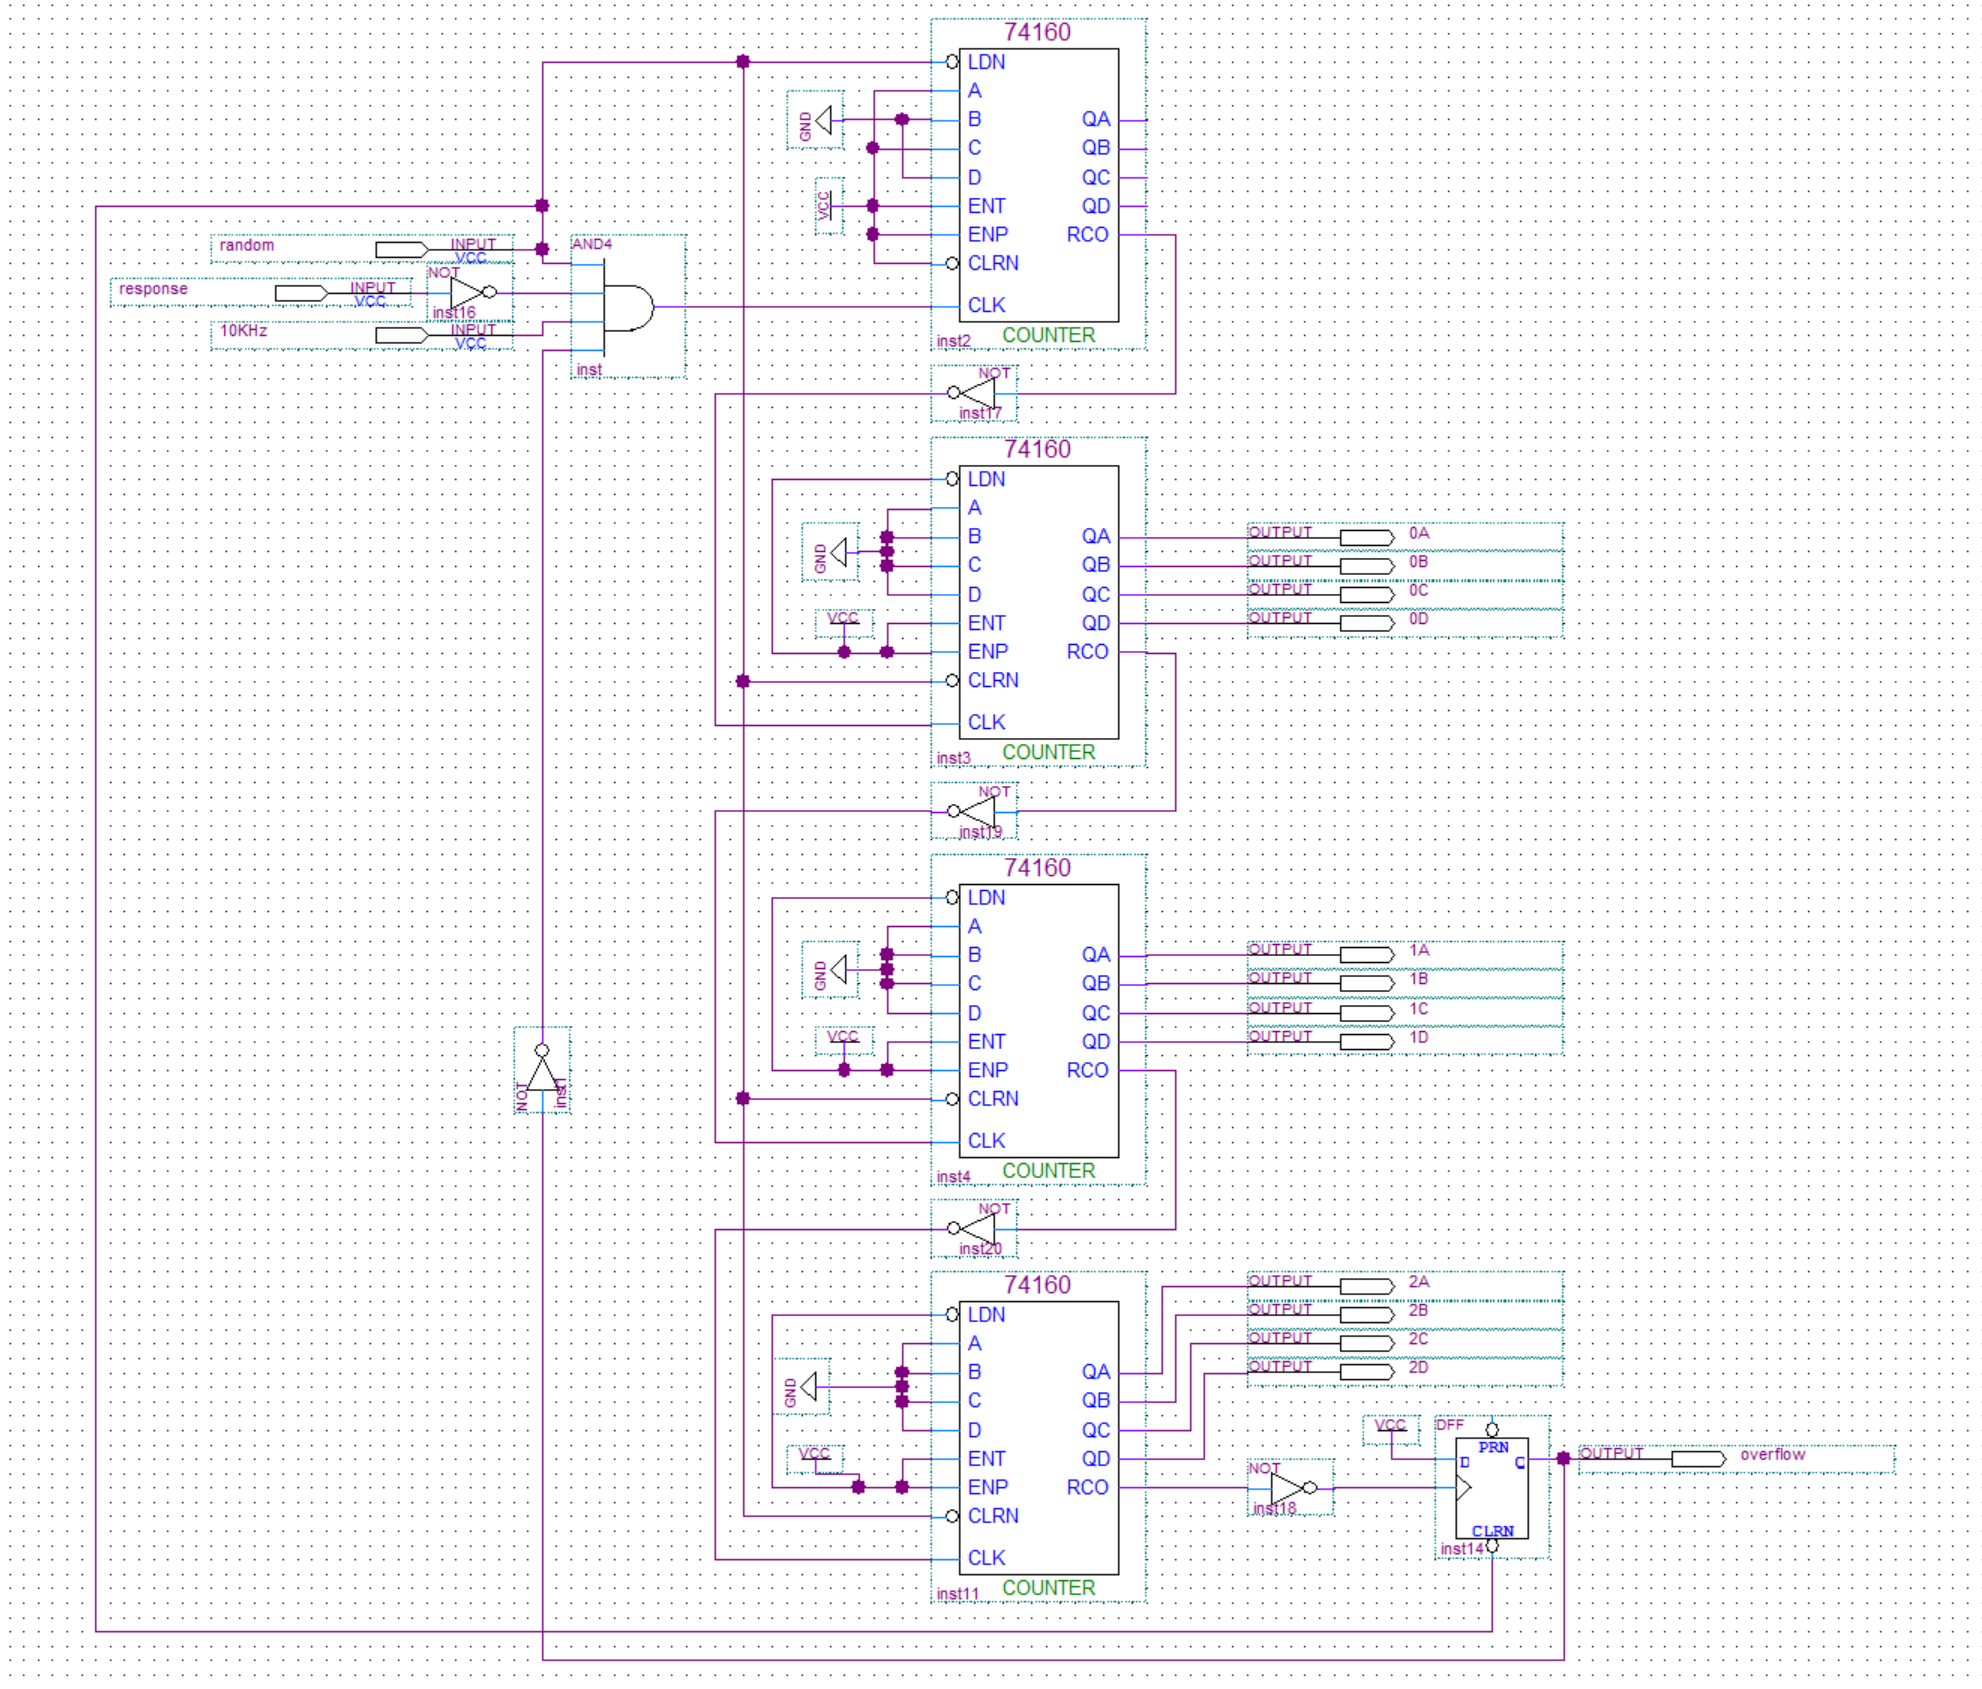 74160
LDN
A
B
C
D
ENT
ENP
CLRN
CLK
QA
QB
QC
QD
RCO
COUNTER
inst2
GND
VCC
random
INPUT
VCC
response
INPUT
VCC
NOT
inst16
10KHz
INPUT
VCC
AND4
inst
NOT
inst17
74160
LDN
A
B
C
D
ENT
ENP
CLRN
CLK
QA
QB
QC
QD
RCO
COUNTER
inst3
GND
VCC
OUTPUT 0A
OUTPUT 0B
OUTPUT 0C
OUTPUT 0D
NOT
inst19
74160
LDN
A
B
C
D
ENT
ENP
CLRN
CLK
QA
QB
QC
QD
RCO
COUNTER
inst4
GND
VCC
OUTPUT 1A
OUTPUT 1B
OUTPUT 1C
OUTPUT 1D
NOT
NOT
inst20
74160
LDN
A
B
C
D
ENT
ENP
CLRN
CLK
QA
QB
QC
QD
RCO
COUNTER
inst11
GND
VCC
OUTPUT 2A
OUTPUT 2B
OUTPUT 2C
OUTPUT 2D
NOT
inst18
VCC
DFF
PRN
D
Q
CLRN
inst14
OUTPUT overflow